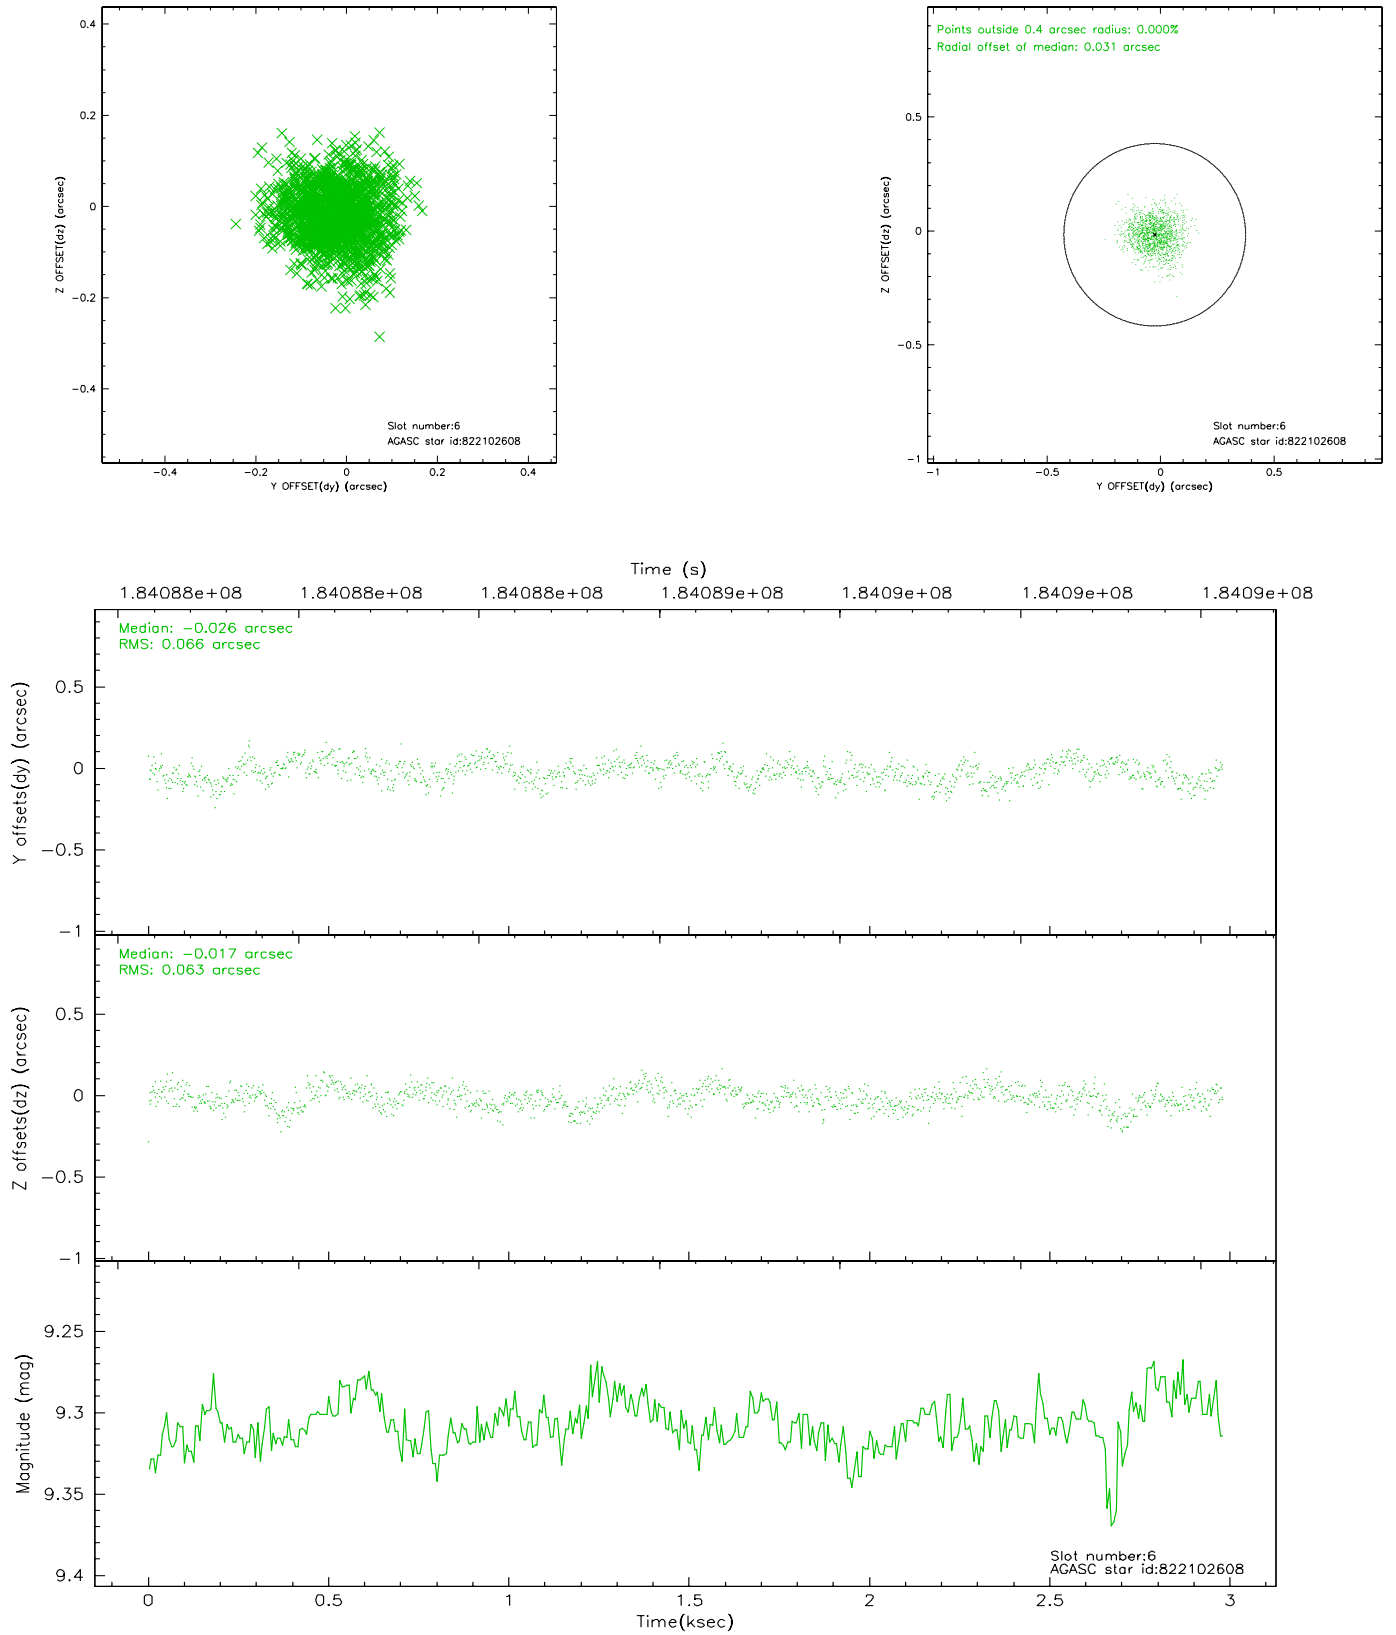 0.4
0.2
0
−0.2
−0.4
Z OFFSET(dz) (arcsec)
Slot number:6
AGASC star id:822102608
−0.4
−0.2
0
0.2
0.4
Y OFFSET(dy) (arcsec)
Points outside 0.4 arcsec radius: 0.000%
Radial offset of median: 0.031 arcsec
0.5
0
−0.5
−1
Z OFFSET(dz) (arcsec)
Slot number:6
AGASC star id:822102608
−1
−0.5
0
0.5
Y OFFSET(dy) (arcsec)
Time (s)
1.84088e+08
1.84088e+08
1.84088e+08
1.84089e+08
1.8409e+08
1.8409e+08
1.8409e+08
Median: −0.026 arcsec
RMS: 0.066 arcsec
0.5
0
−0.5
−1
Y offsets(dy) (arcsec)
Median: −0.017 arcsec
RMS: 0.063 arcsec
0.5
0
−0.5
−1
Z offsets(dz) (arcsec)
9.25
9.3
9.35
9.4
Magnitude (mag)
Slot number:6
AGASC star id:822102608
0
0.5
1
1.5
2
2.5
3
Time(ksec)